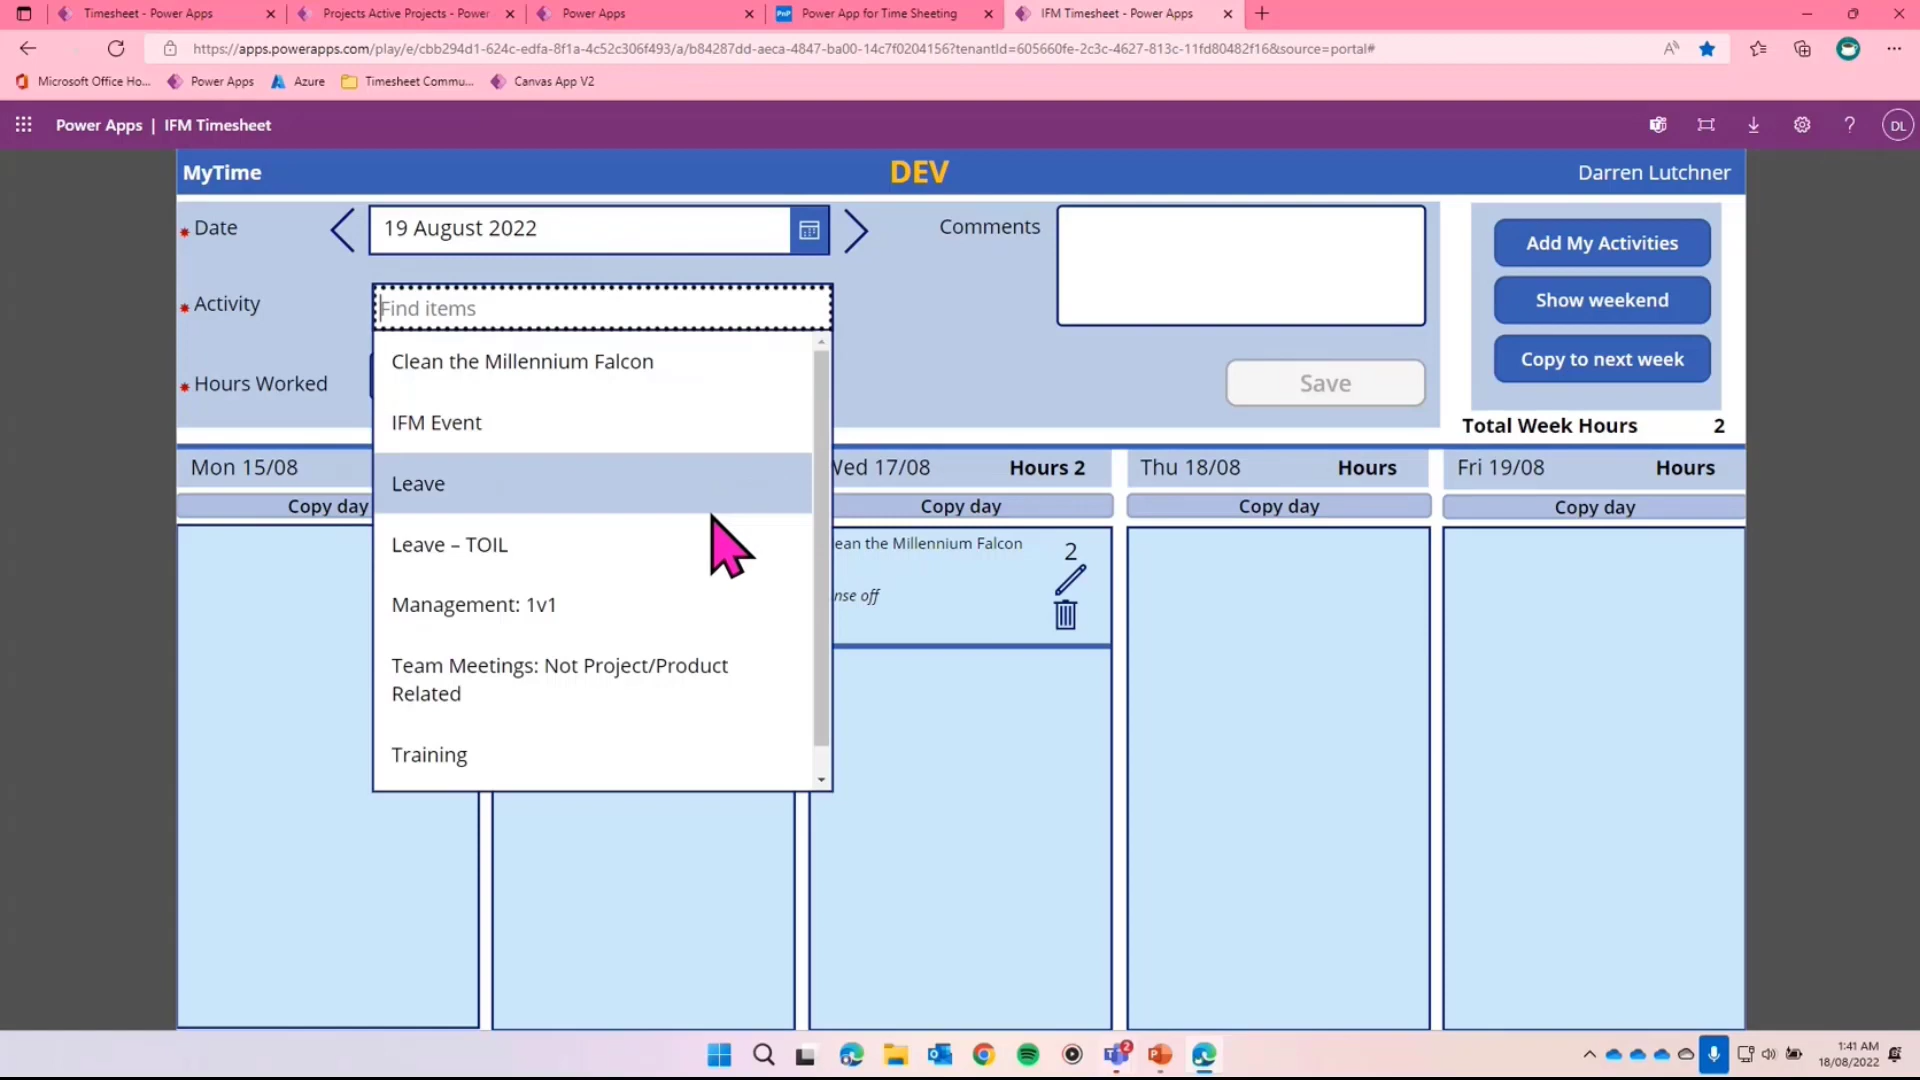 Timesheet - Power Apps
Projects Active Projects - Power
Power Apps
PnP
Power App for Time Sheeting
IFM Timesheet - Power Apps
https://apps.powerapps.com/play/e/cbb294d1-624c-edfa-8f1a-4c52c306f493/a/b84287dd-aeca-4847-ba00-14c7f0204156?tenantId=605660fe-2c3c-4627-813c-11fd80482f16&source=portal#
Microsoft Office Ho...
Power Apps
Azure
Timesheet Commu...
Canvas App V2
Power Apps | IFM Timesheet
DL
MyTime
DEV
Darren Lutchner
Date
19 August 2022
Comments
Add My Activities
Activity
Find items
Show weekend
Clean the Millennium Falcon
Copy to next week
Hours Worked
Save
IFM Event
Total Week Hours 2
Mon 15/08
Wed 17/08 Hours 2
Thu 18/08 Hours
Fri 19/08 Hours
Leave
Copy day
Copy day
Copy day
Copy day
Leave – TOIL
ean the Millennium Falcon
2
nse off
Management: 1v1
Team Meetings: Not Project/Product
Related
Training
2
1:41 AM
18/08/2022